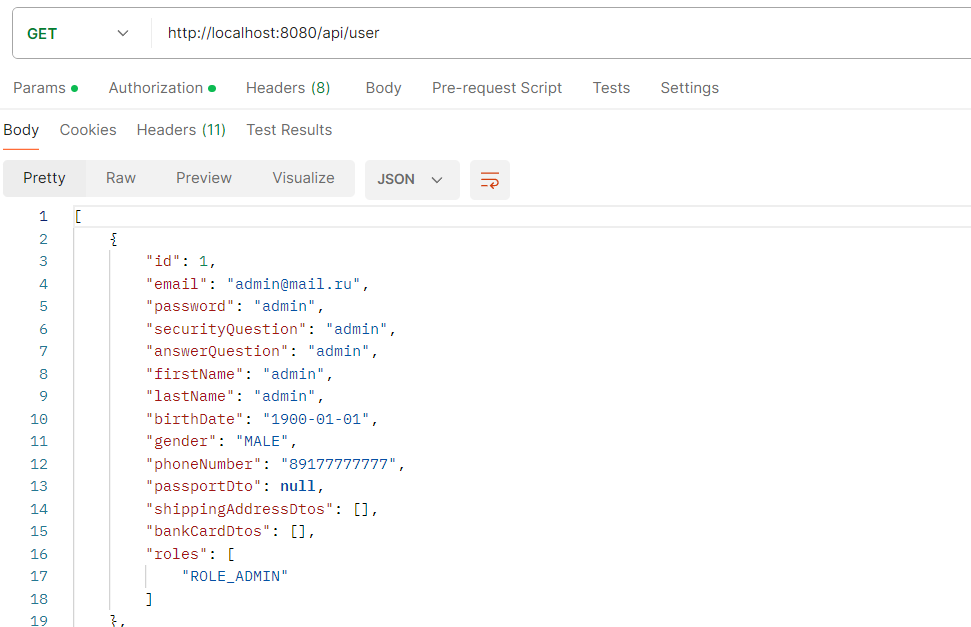 GET http://localhost:8080/api/user
Params Authorization Headers (8) Body Pre-request Script Tests Settings
Body Cookies Headers (11) Test Results
Pretty Raw Preview Visualize JSON
1 [
2 {
3 "id": 1,
4 "email": "admin@mail.ru",
5 "password": "admin",
6 "securityQuestion": "admin",
7 "answerQuestion": "admin",
8 "firstName": "admin",
9 "lastName": "admin",
10 "birthDate": "1900-01-01",
11 "gender": "MALE",
12 "phoneNumber": "89177777777",
13 "passportDto": null,
14 "shippingAddressDtos": [],
15 "bankCardDtos": [],
16 "roles": [
17 "ROLE_ADMIN"
18 ]
19 },